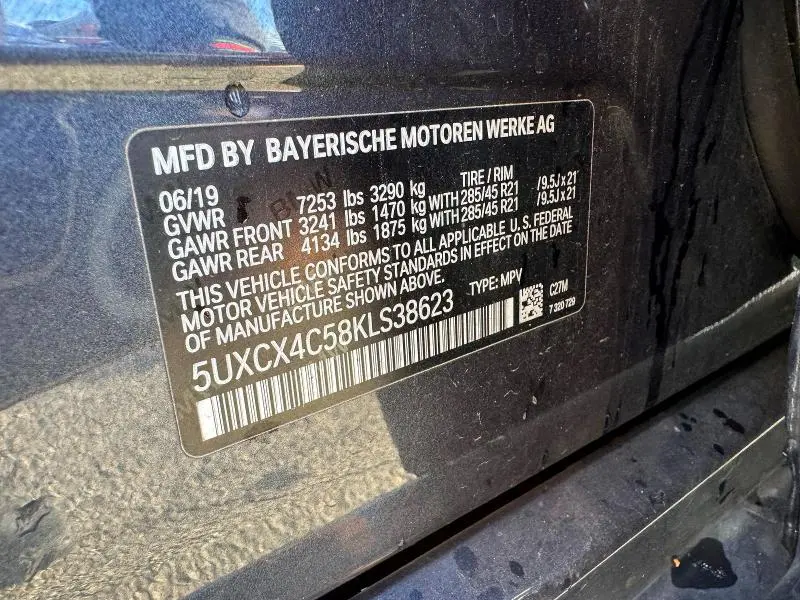 MFD BY BAYERISCHE MOTOREN WERKE AG
06/19 TIRE / RIM
GVWR 7253 lbs 3290 kg
GAWR FRONT 3241 lbs 1470 kg WITH 285/45 R21 /9.5J x 21
GAWR REAR 4134 lbs 1875 kg WITH 285/45 R21 /9.5J x 21
THIS VEHICLE CONFORMS TO ALL APPLICABLE U. S. FEDERAL
MOTOR VEHICLE SAFETY STANDARDS IN EFFECT ON THE DATE
OF MANUFACTURE SHOWN ABOVE. TYPE: MPV
C27M
5UXCX4C58KLS38623
7 320 729